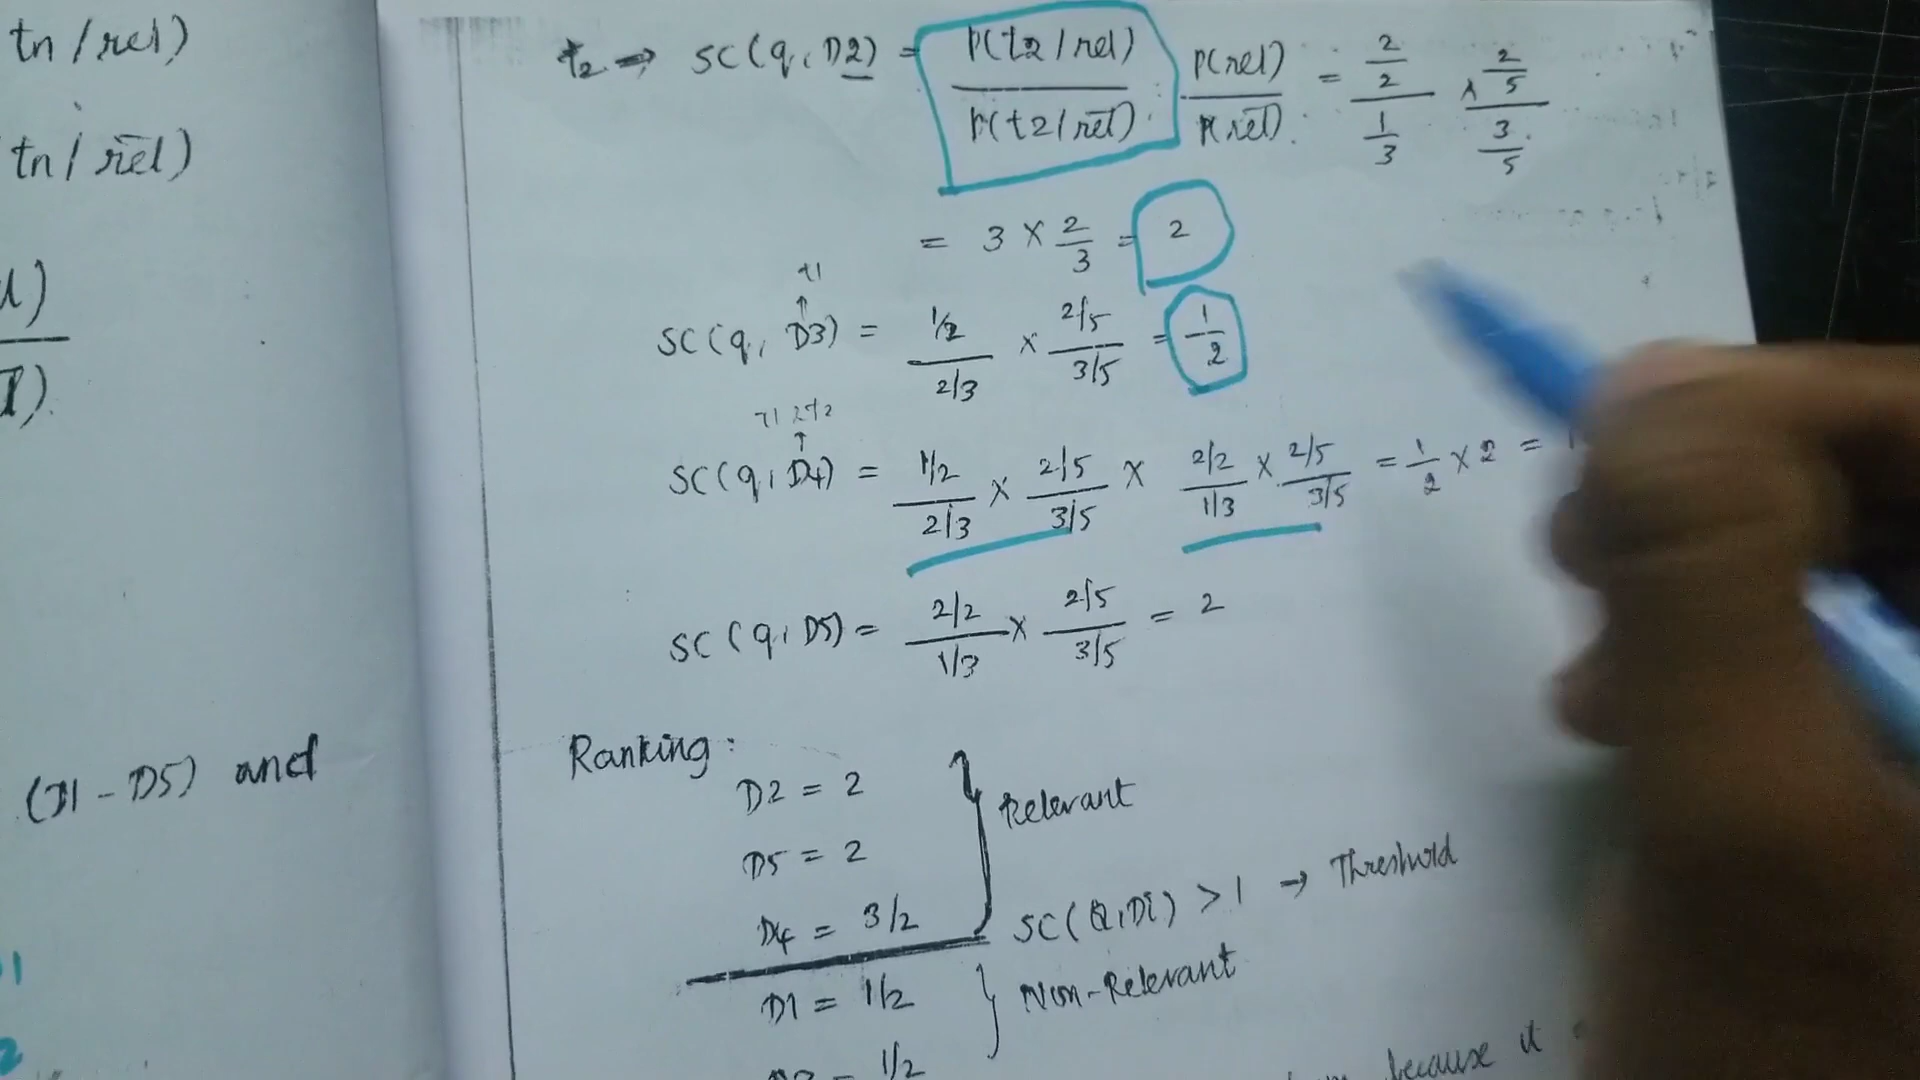 tn/rel)
tn/r̄el)
(D1-D5) and
t2 → SC(q, D2) = P(t2/rel) / P(t2/r̄el) . P(rel) / P(r̄el). = 2/2 / 1/3 x 2/5 / 3/5
= 3 x 2/3 = 2
t1
↑
SC(q, D3) = 1/2 / 2/3 x 2/5 / 3/5 = 1/2
t1 & t2
↑
SC(q, D4) = 1/2 / 2/3 x 2/5 / 3/5 x 2/2 / 1/3 x 2/5 / 3/5 = 1/2 x 2 =
SC(q, D5) = 2/2 / 1/3 x 2/5 / 3/5 = 2
Ranking:
D2 = 2
D5 = 2
Relevant
D4 = 3/2
SC(Q,Di) > 1 → Threshold
D1 = 1/2
Non-Relevant
= 1/2
because it